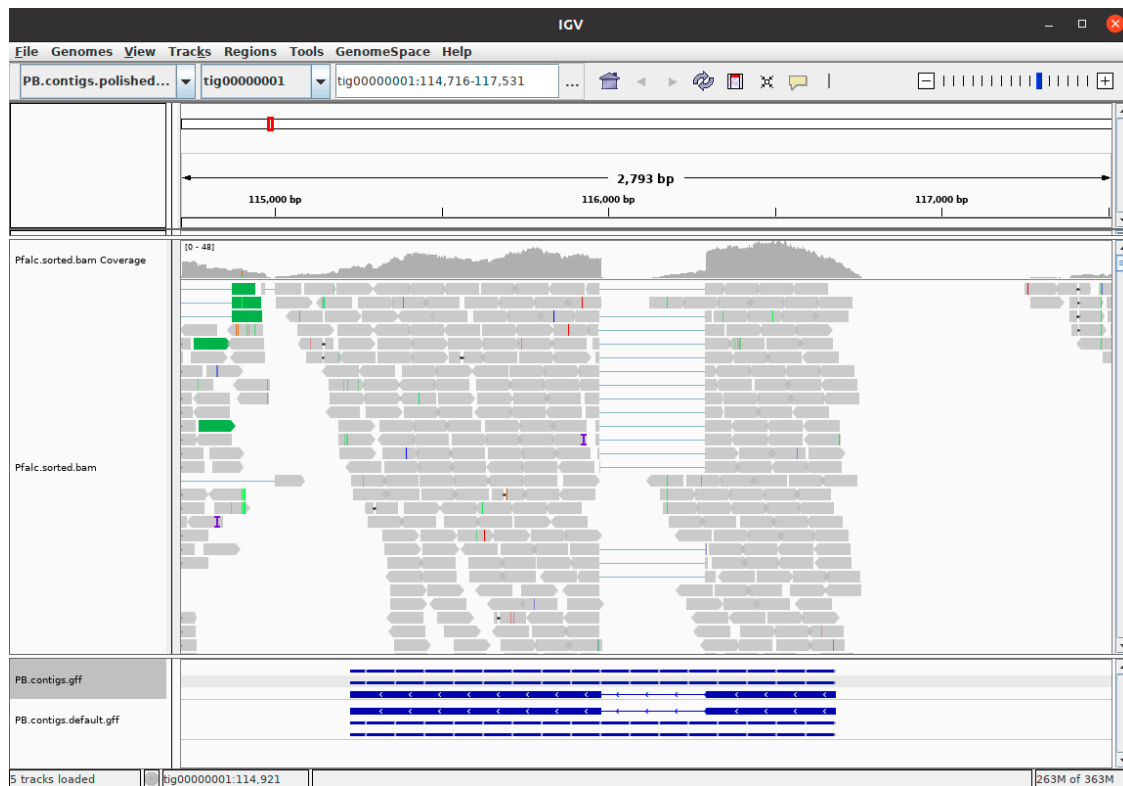 IGV
File Genomes View Tracks Regions Tools GenomeSpace Help
PB.contigs.polished... tig00000001 tig00000001:114,716-117,531 ...
2,793 bp
115,000 bp 116,000 bp 117,000 bp
[0 - 48]
Pfalc.sorted.bam Coverage
Pfalc.sorted.bam
PB.contigs.gff
PB.contigs.default.gff
5 tracks loaded tig00000001:114,921 263M of 363M